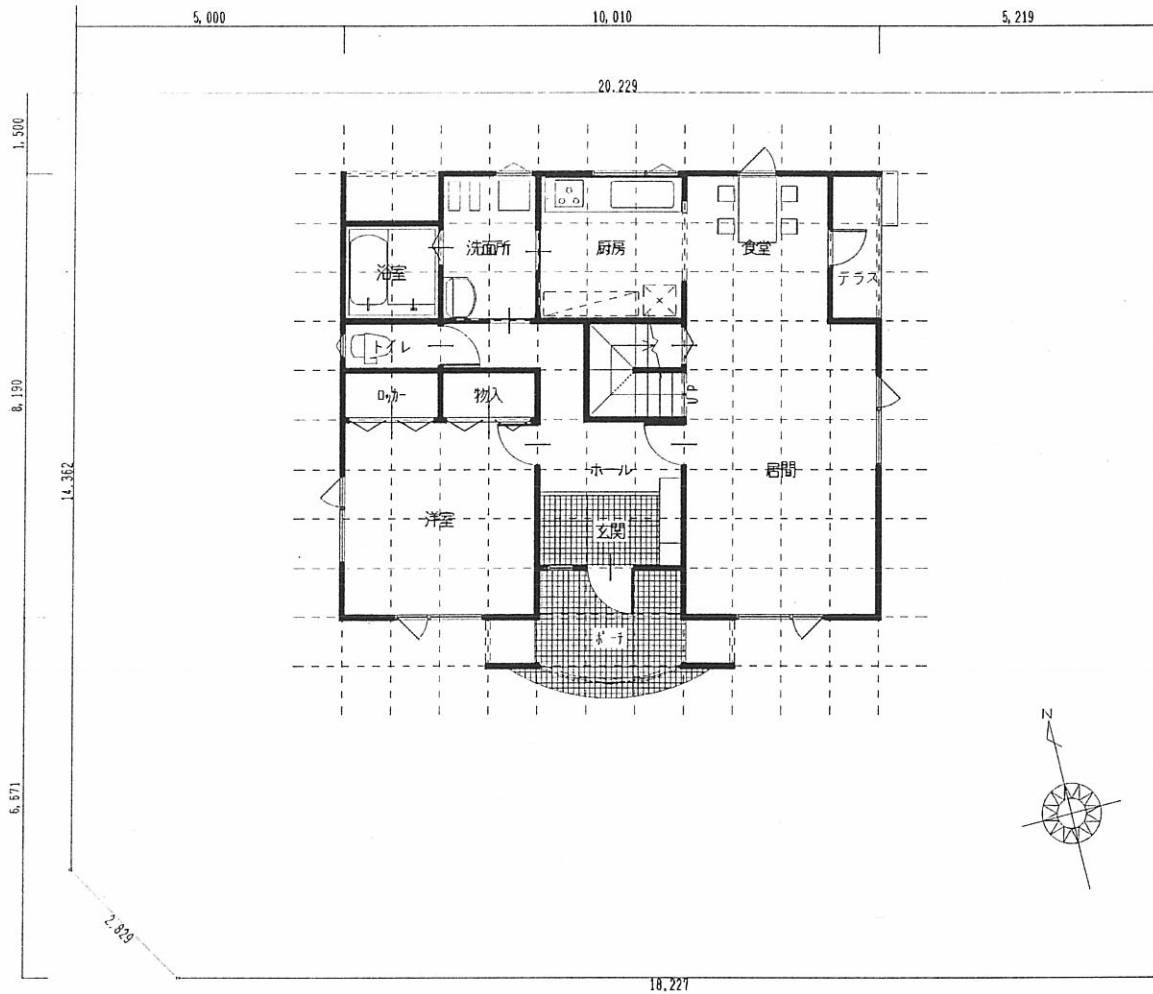 5,000
10,010
5,219
20.229
1,500
8,190
14.362
6,671
2.829
18,227
洗面所
厨房
食堂
浴室
テラス
トイレ
UP
ロッカー
物入
ホール
居間
洋室
玄関
ポーチ
N